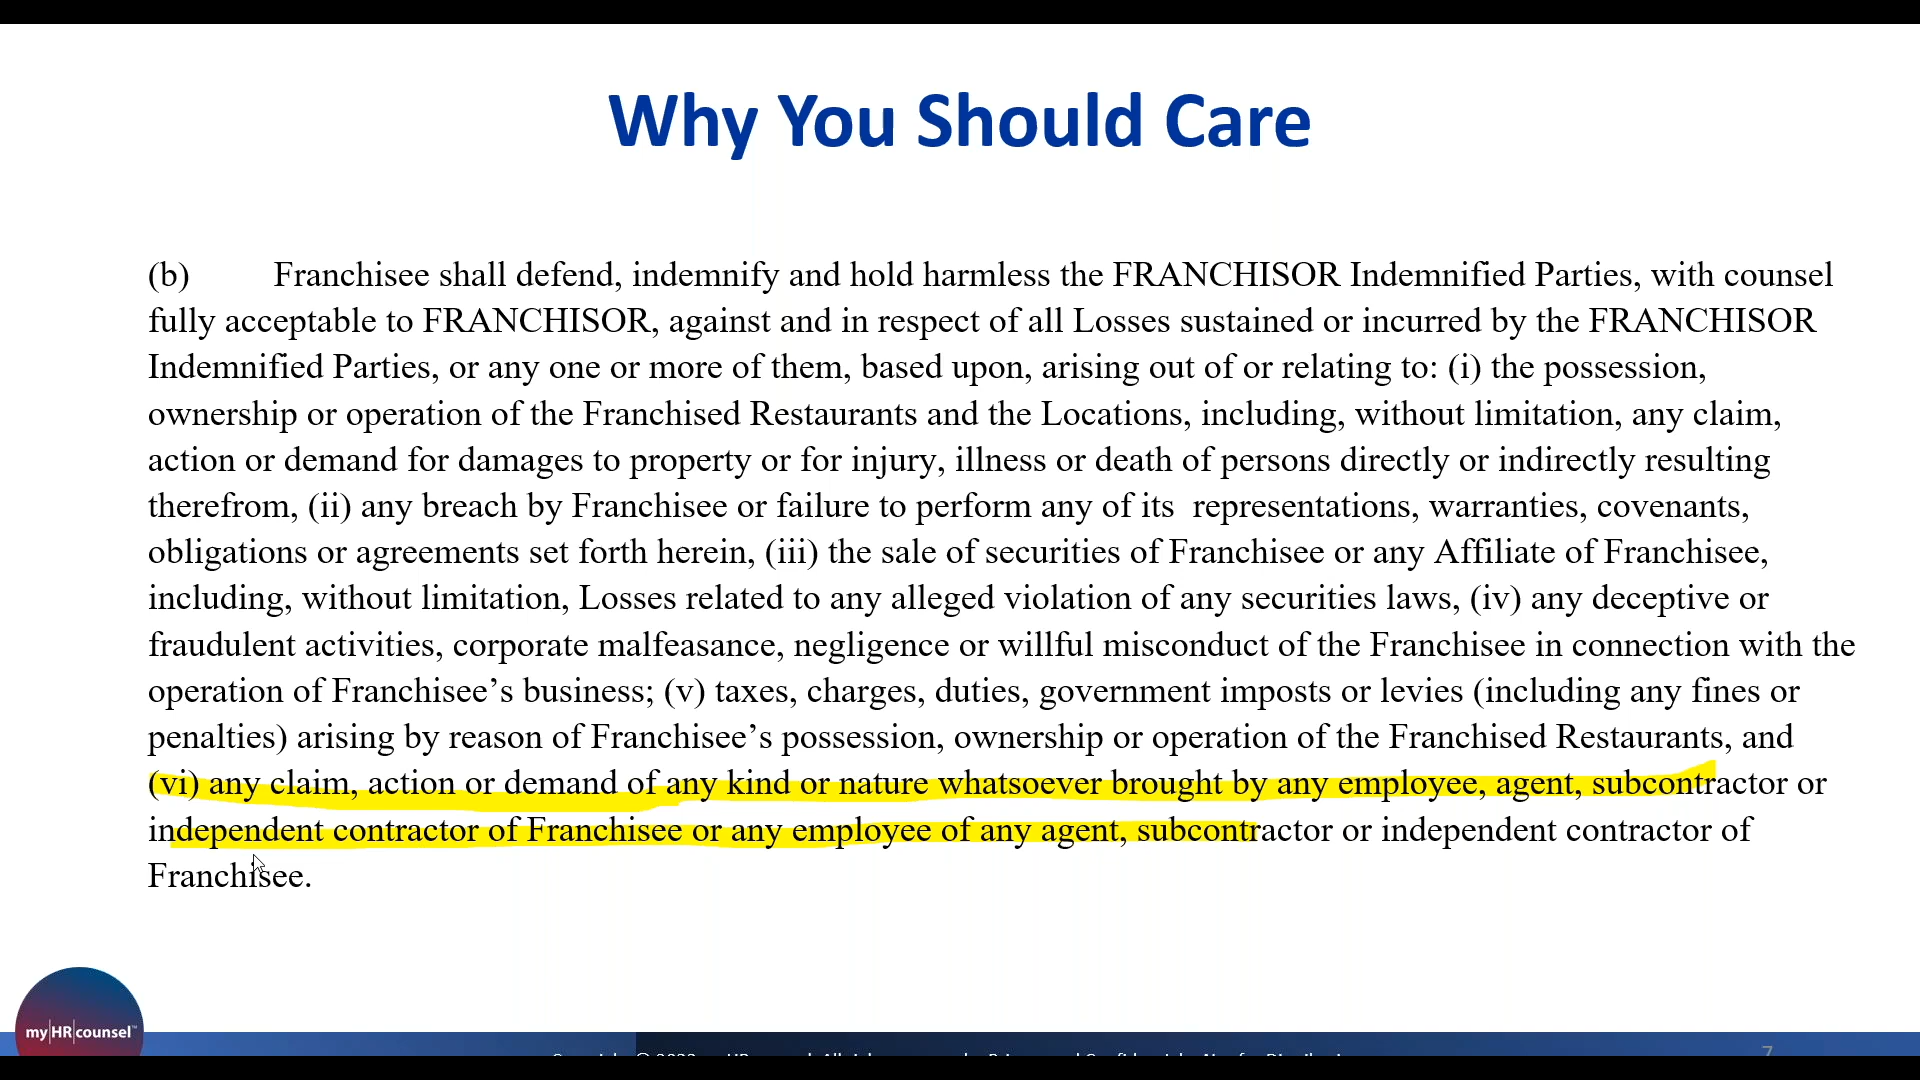 Why You Should Care
(b) Franchisee shall defend, indemnify and hold harmless the FRANCHISOR Indemnified Parties, with counsel
fully acceptable to FRANCHISOR, against and in respect of all Losses sustained or incurred by the FRANCHISOR
Indemnified Parties, or any one or more of them, based upon, arising out of or relating to: (i) the possession,
ownership or operation of the Franchised Restaurants and the Locations, including, without limitation, any claim,
action or demand for damages to property or for injury, illness or death of persons directly or indirectly resulting
therefrom, (ii) any breach by Franchisee or failure to perform any of its representations, warranties, covenants,
obligations or agreements set forth herein, (iii) the sale of securities of Franchisee or any Affiliate of Franchisee,
including, without limitation, Losses related to any alleged violation of any securities laws, (iv) any deceptive or
fraudulent activities, corporate malfeasance, negligence or willful misconduct of the Franchisee in connection with the
operation of Franchisee’s business; (v) taxes, charges, duties, government imposts or levies (including any fines or
penalties) arising by reason of Franchisee’s possession, ownership or operation of the Franchised Restaurants, and
(vi) any claim, action or demand of any kind or nature whatsoever brought by any employee, agent, subcontractor or
independent contractor of Franchisee or any employee of any agent, subcontractor or independent contractor of
Franchisee.
my|HR|counsel™
7